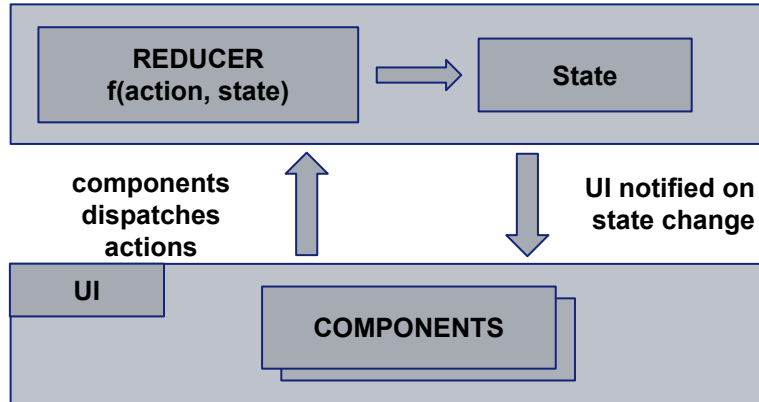 REDUCER
f(action, state)
State
components
dispatches
actions
UI notified on
state change
UI
COMPONENTS